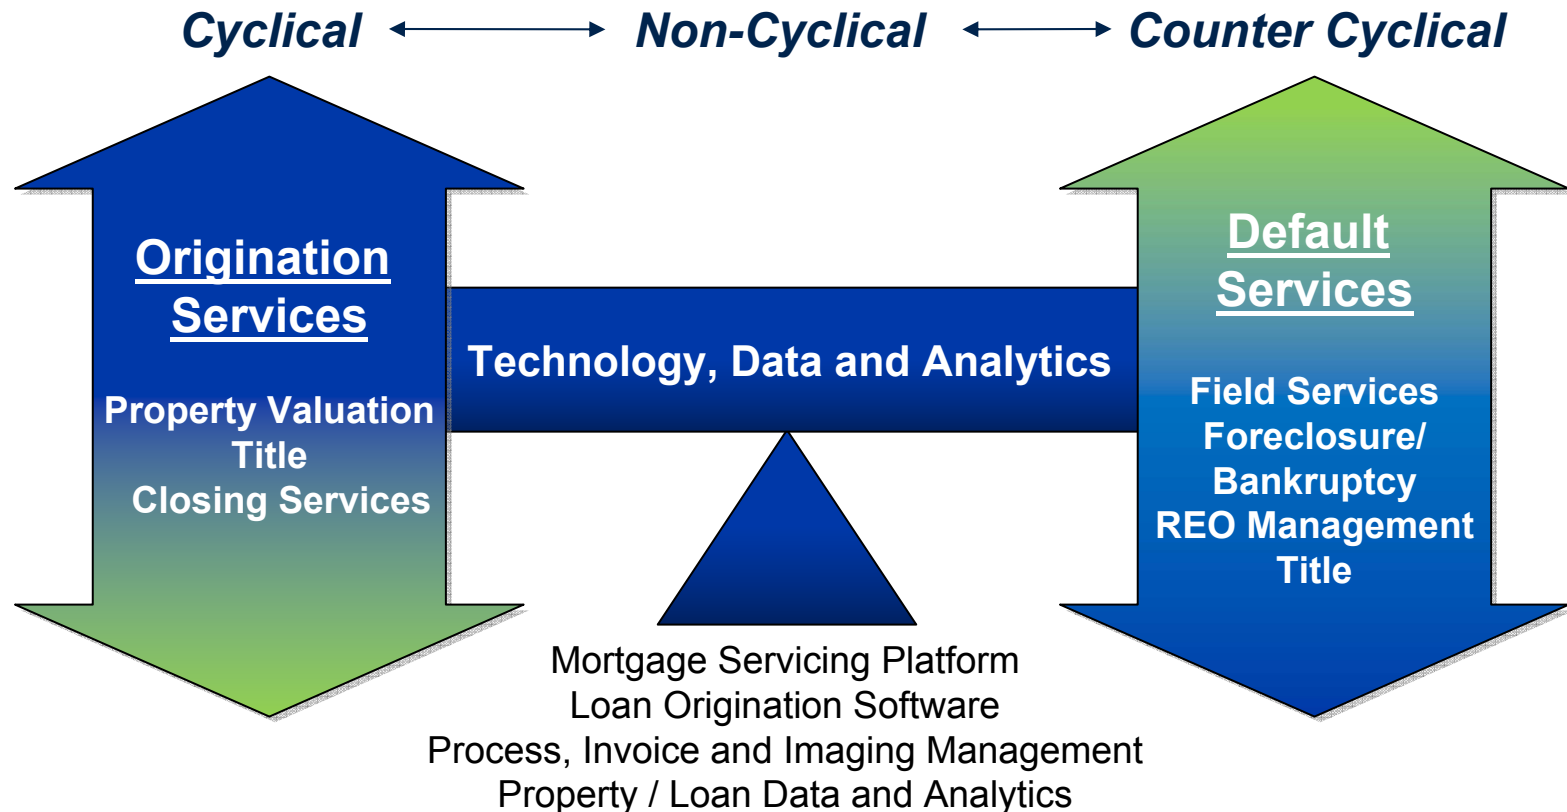 Cyclical
Non-Cyclical
Counter Cyclical
Origination
Services
Property Valuation
Title
Closing Services
Technology, Data and Analytics
Default
Services
Field Services
Foreclosure/
Bankruptcy
REO Management
Title
Mortgage Servicing Platform
Loan Origination Software
Process, Invoice and Imaging Management
Property / Loan Data and Analytics